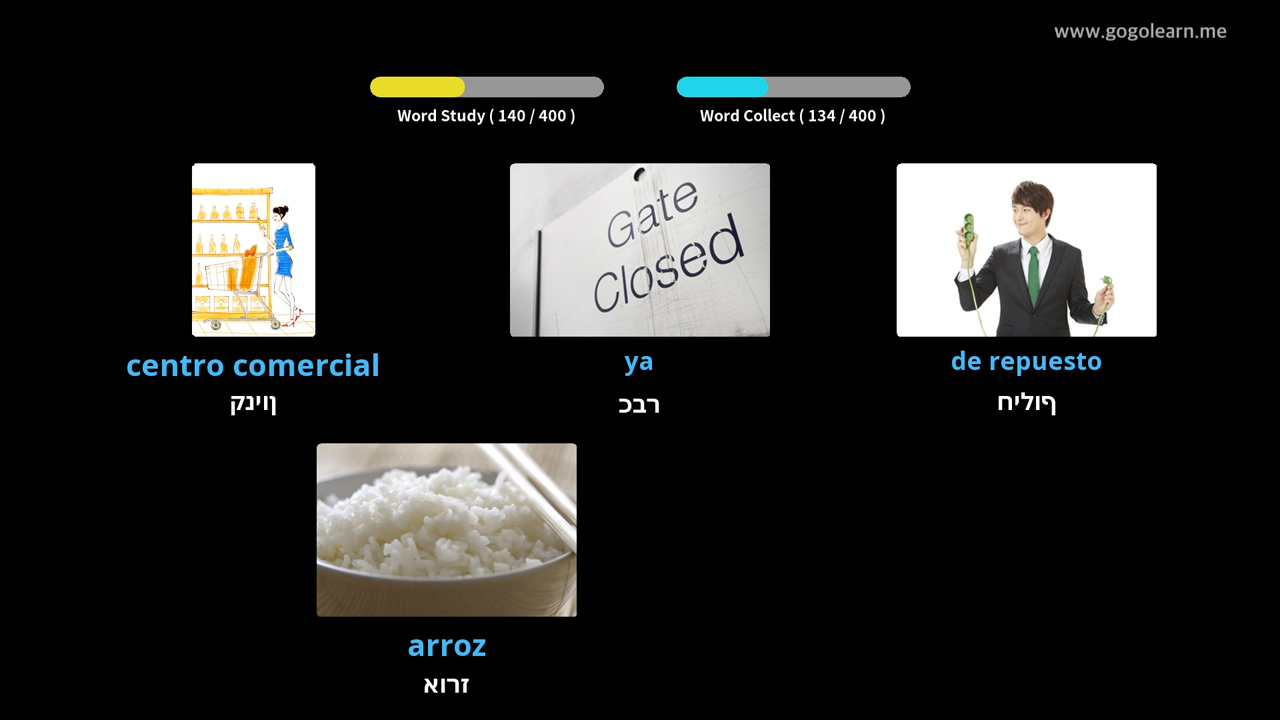 www.gogolearn.me
Word Study ( 140 / 400 )
Word Collect ( 134 / 400 )
Gate
Closed
centro comercial
ןוינק
ya
רבכ
de repuesto
ףוליח
arroz
זרוא